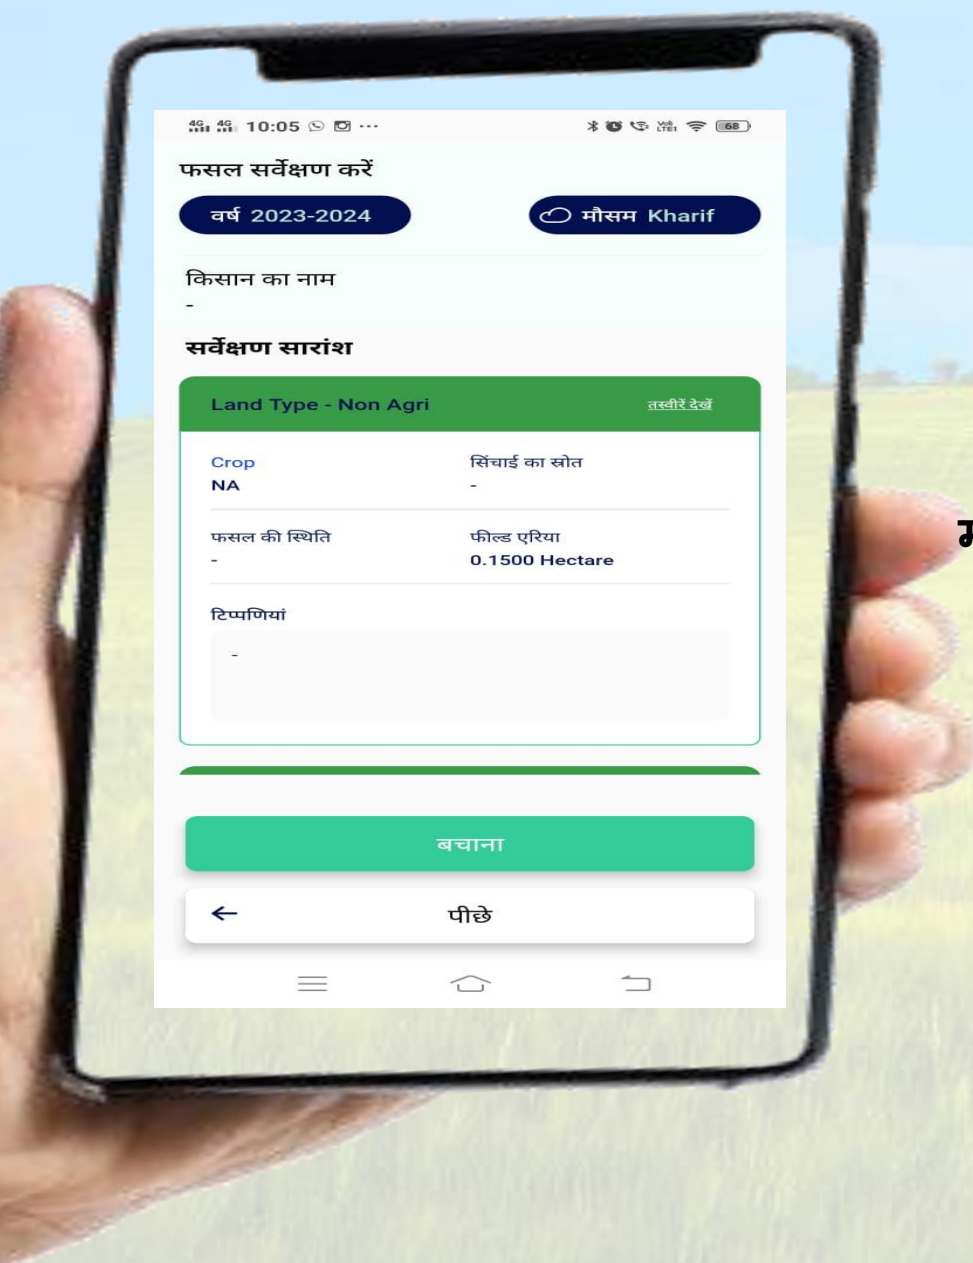 4G 4G 10:05 ... 68
फसल सर्वेक्षण करें
वर्ष 2023-2024 मौसम Kharif
किसान का नाम
-
सर्वेक्षण सारांश
Land Type - Non Agri तस्वीरें देखें
Crop सिंचाई का स्रोत
NA -
फसल की स्थिति फील्ड एरिया
- 0.1500 Hectare
टिप्पणियां
-
बचाना
← पीछे